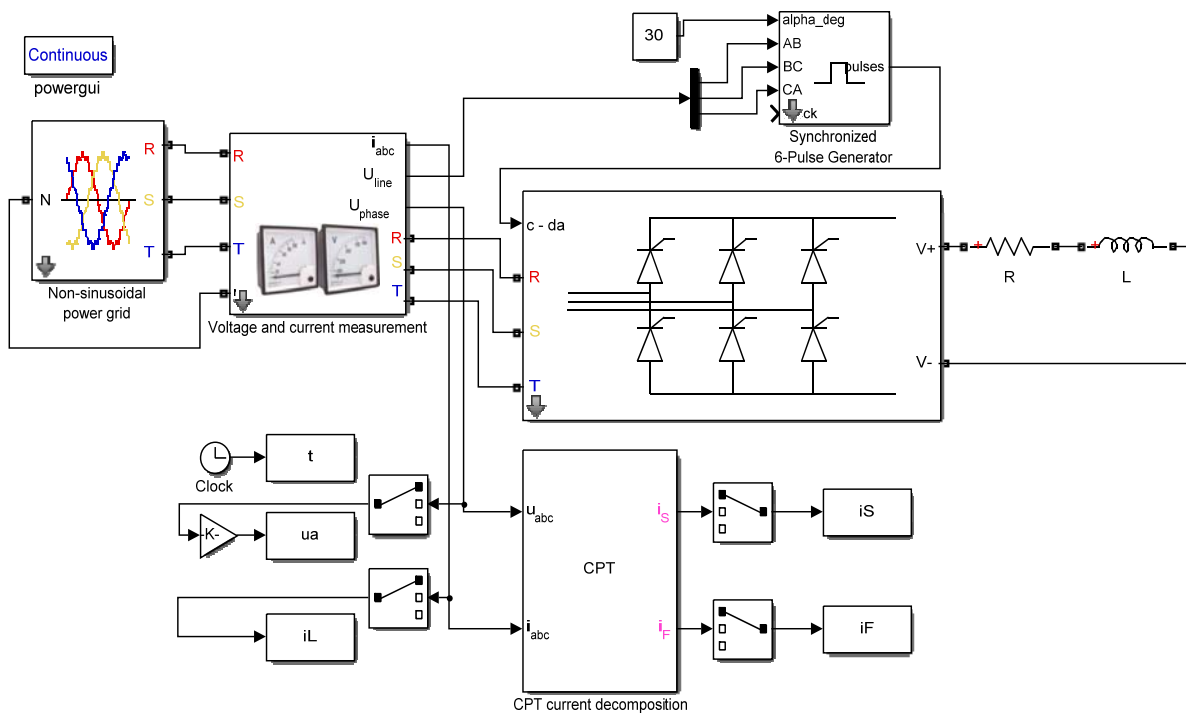 Continuous
powergui
30
alpha_deg
AB
BC
CA
pulses
ck
Synchronized
6-Pulse Generator
N
R
S
T
Non-sinusoidal
power grid
R
S
T
A
V
i abc
U line
U phase
R
S
T
Voltage and current measurement
c - da
R
S
T
V+
V-
+
R
+
L
Clock
t
-K-
ua
iL
u abc
i abc
CPT
i S
i F
CPT current decomposition
iS
iF